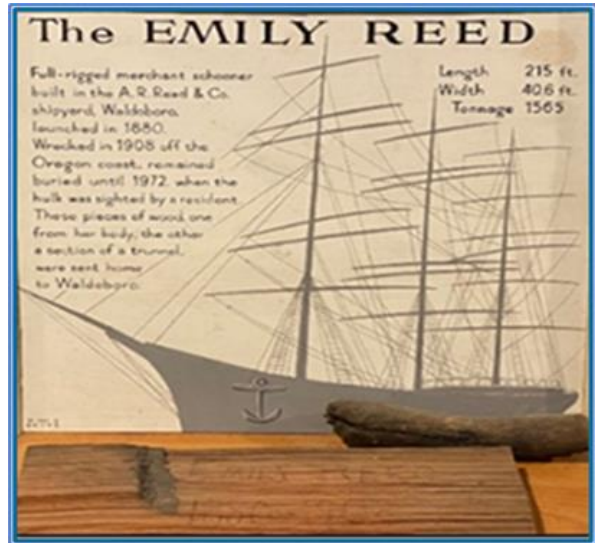 The EMILY REED
Full-rigged merchant schooner
built in the A.R. Reed & Co.
shipyard, Waldoboro,
launched in 1880.
Wrecked in 1908 off the
Oregon coast, remained
buried until 1972, when the
hulk was sighted by a resident.
These pieces of wood, one
from her body, the other
a section of a trunnel,
were sent home
to Waldoboro.
Length 215 ft.
Width 40.6 ft.
Tonnage 1565
EMILY REED